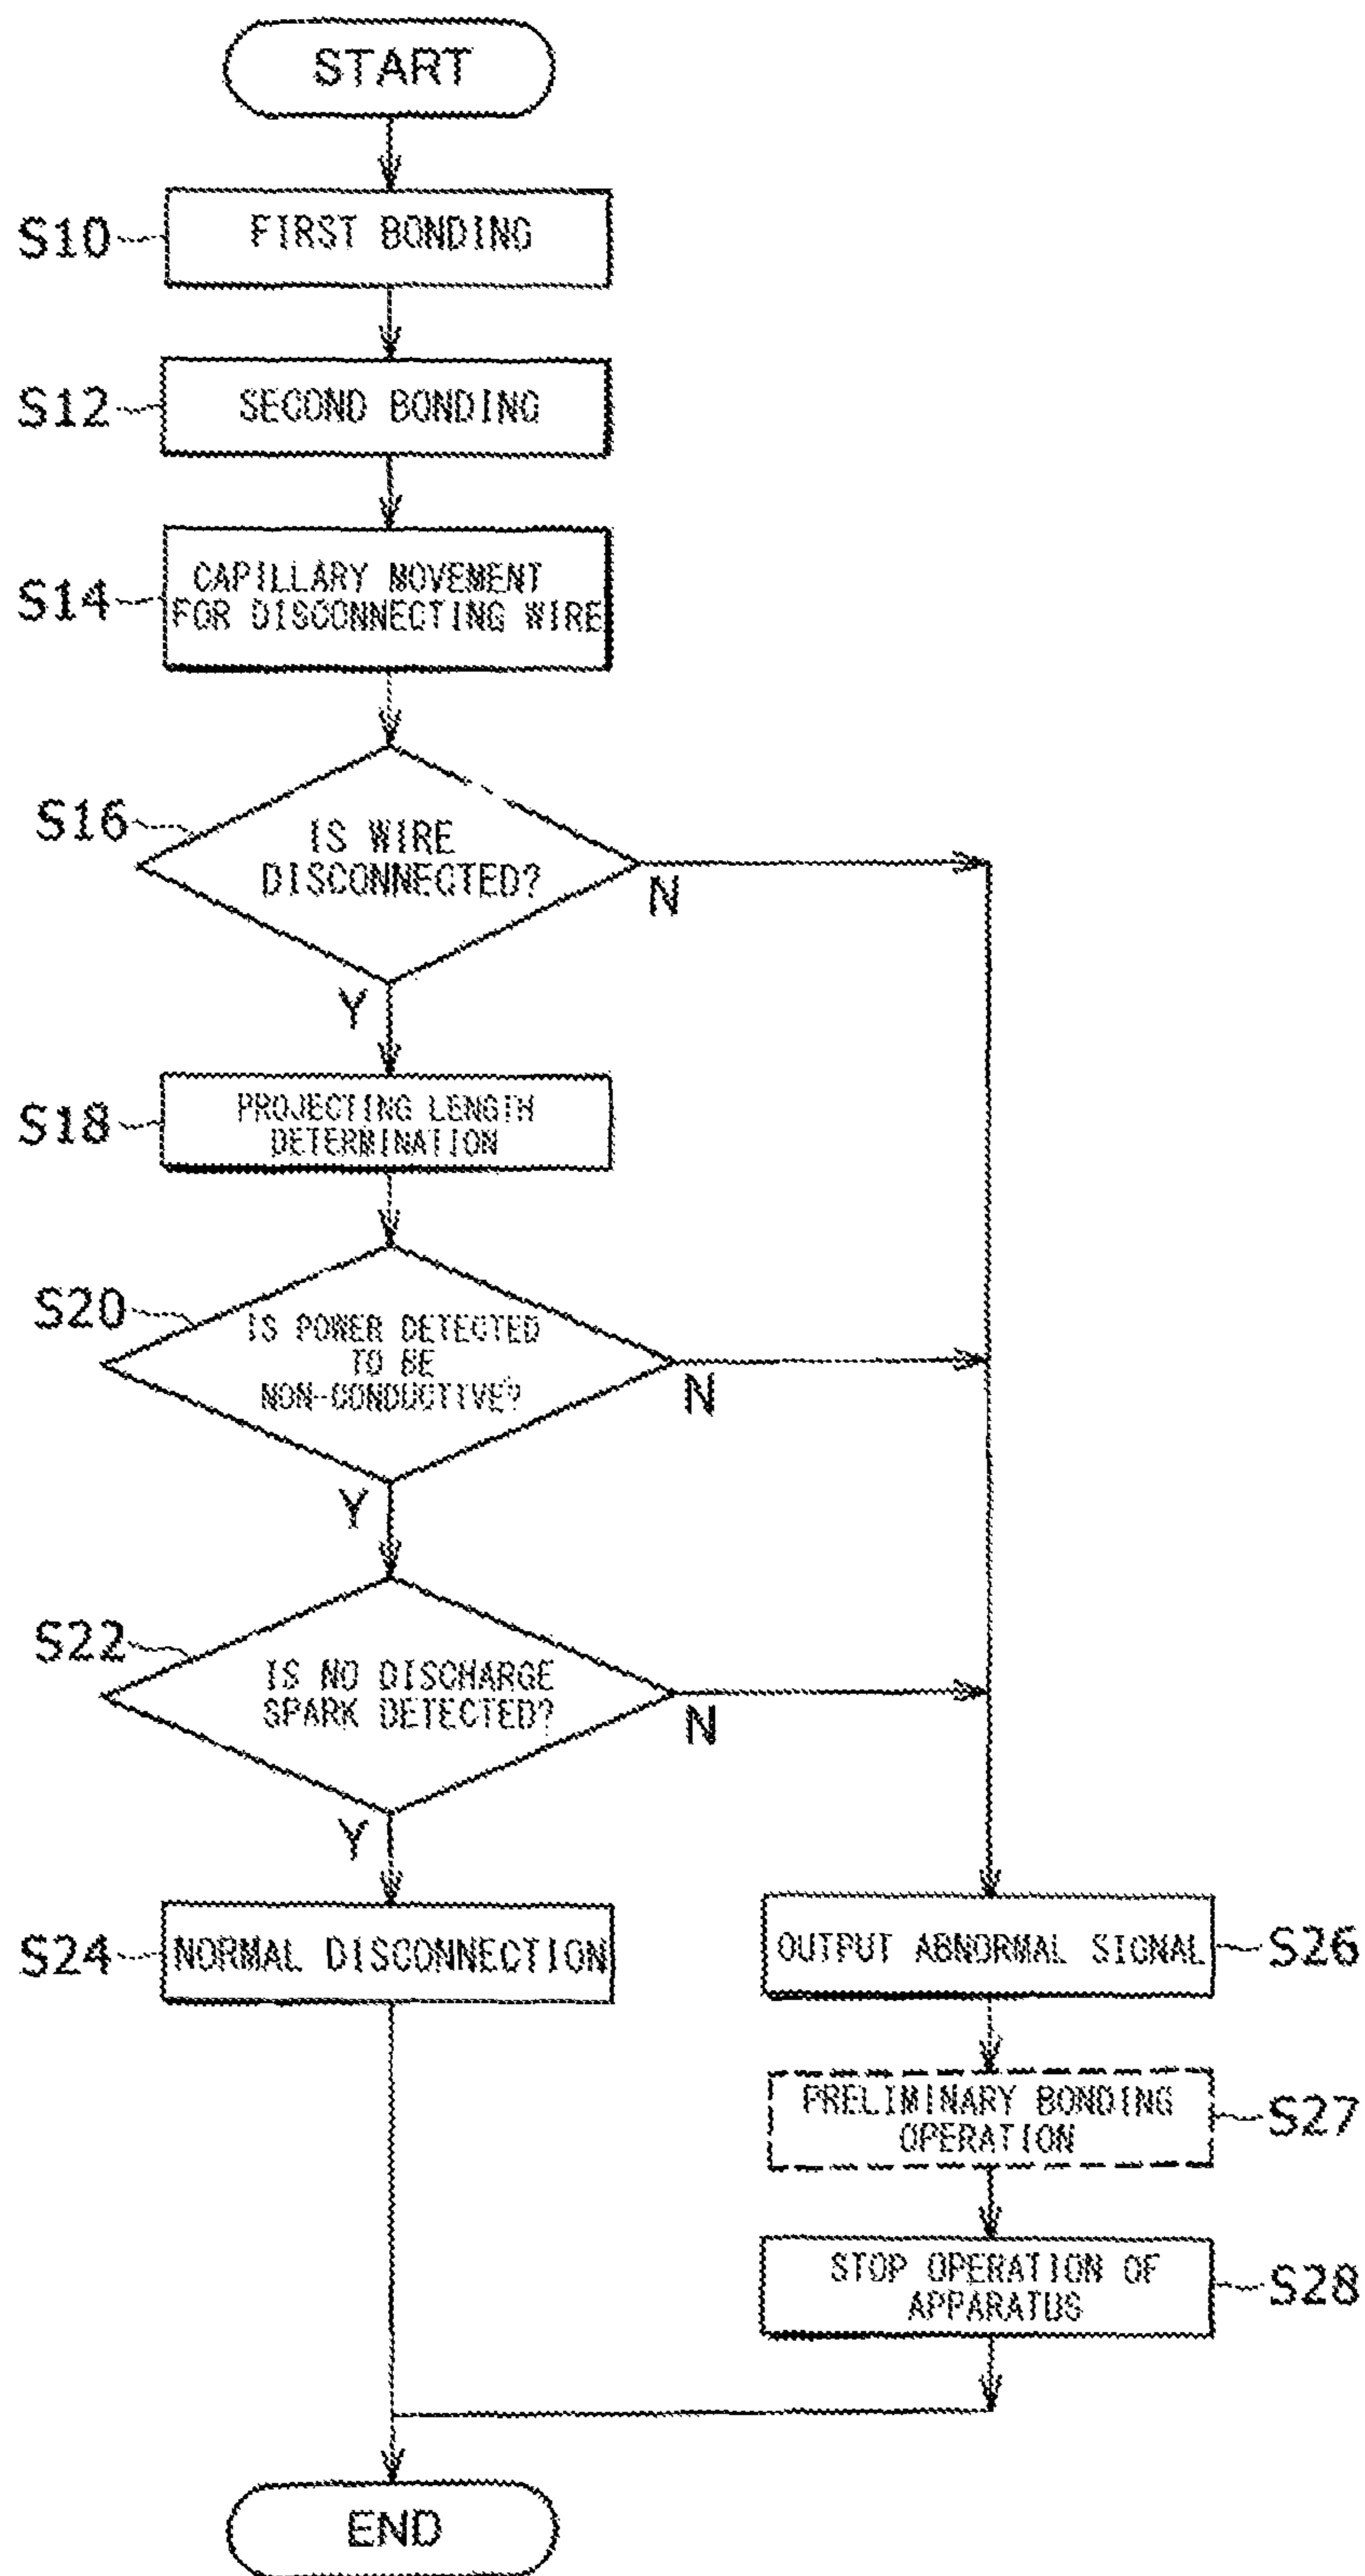 START
S10
FIRST BONDING
S12
SECOND BONDING
S14
CAPILLARY MOVEMENT
FOR DISCONNECTING WIRE
S16
IS WIRE
DISCONNECTED?
N
Y
S18
PROJECTING LENGTH
DETERMINATION
S20
IS POWER DETECTED
TO BE
NON-CONDUCTIVE?
N
Y
S22
IS NO DISCHARGE
SPARK DETECTED?
N
Y
S24
NORMAL DISCONNECTION
OUTPUT ABNORMAL SIGNAL
S26
PRELIMINARY BONDING
OPERATION
S27
STOP OPERATION OF
APPARATUS
S28
END